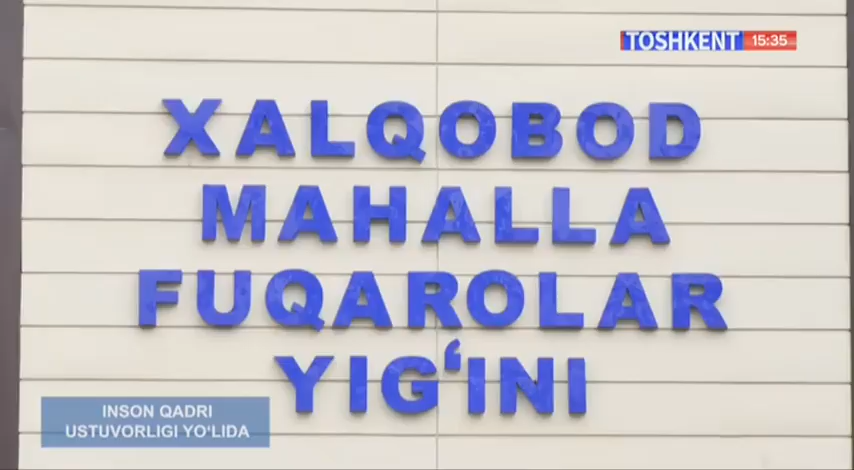 TOSHKENT 15:35
XALQOBOD
MAHALLA
FUQAROLAR
YIG‘INI
INSON QADRI
USTUVORLIGI YO‘LIDA